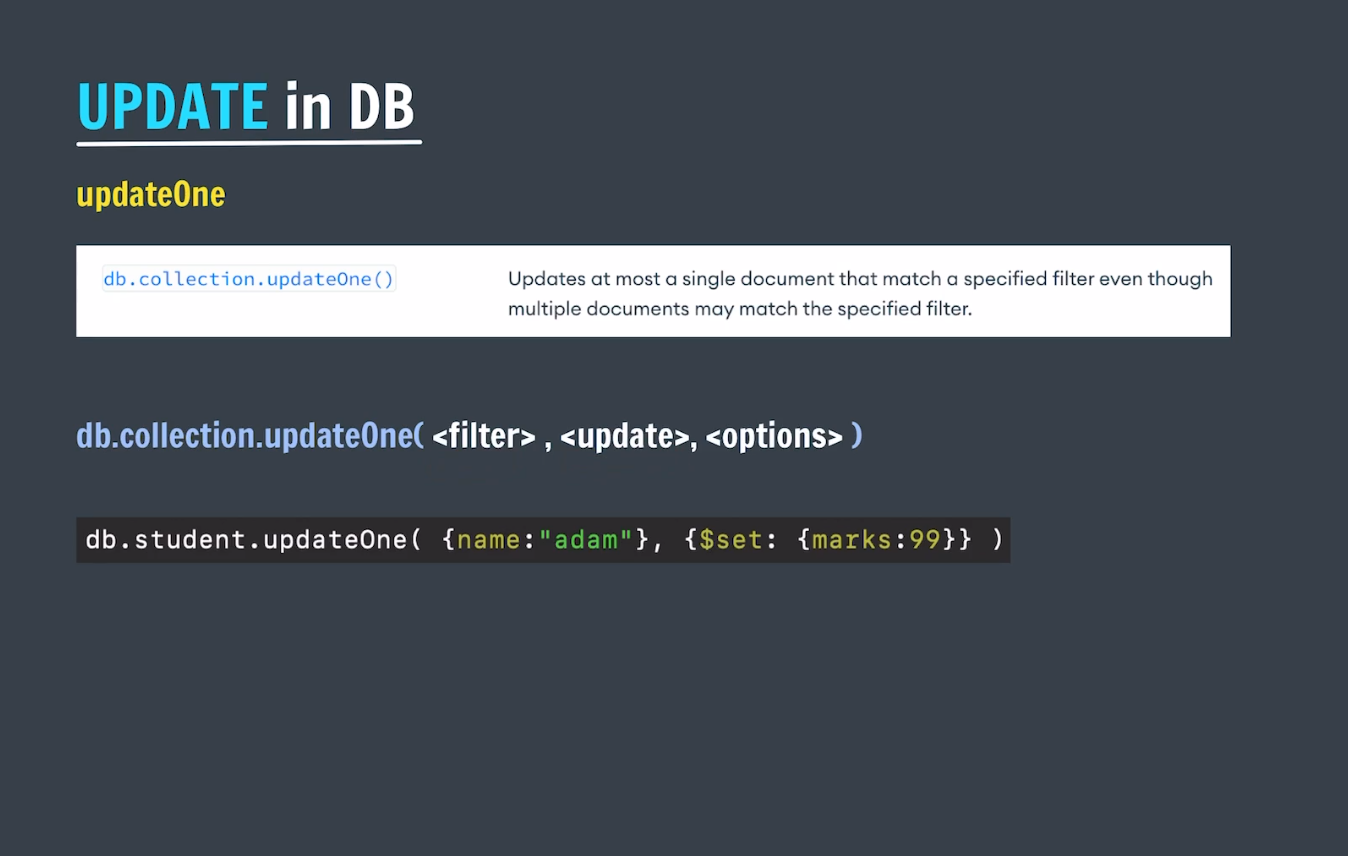 UPDATE in DB
updateOne
db.collection.updateOne()
Updates at most a single document that match a specified filter even though
multiple documents may match the specified filter.
db.collection.updateOne( <filter> , <update>, <options> )
db.student.updateOne( {name:"adam"}, {$set: {marks:99}} )